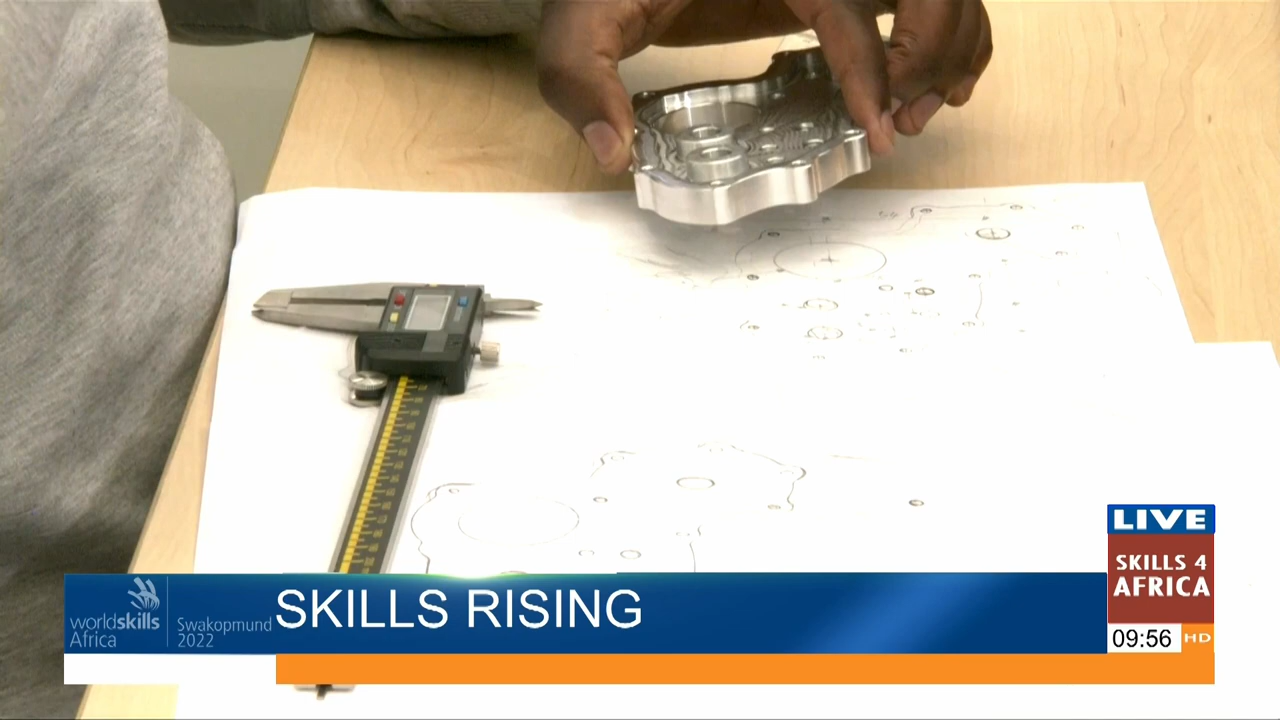 LIVE
SKILLS 4
AFRICA
09:56 HD
worldskills
Africa
Swakopmund
2022
SKILLS RISING